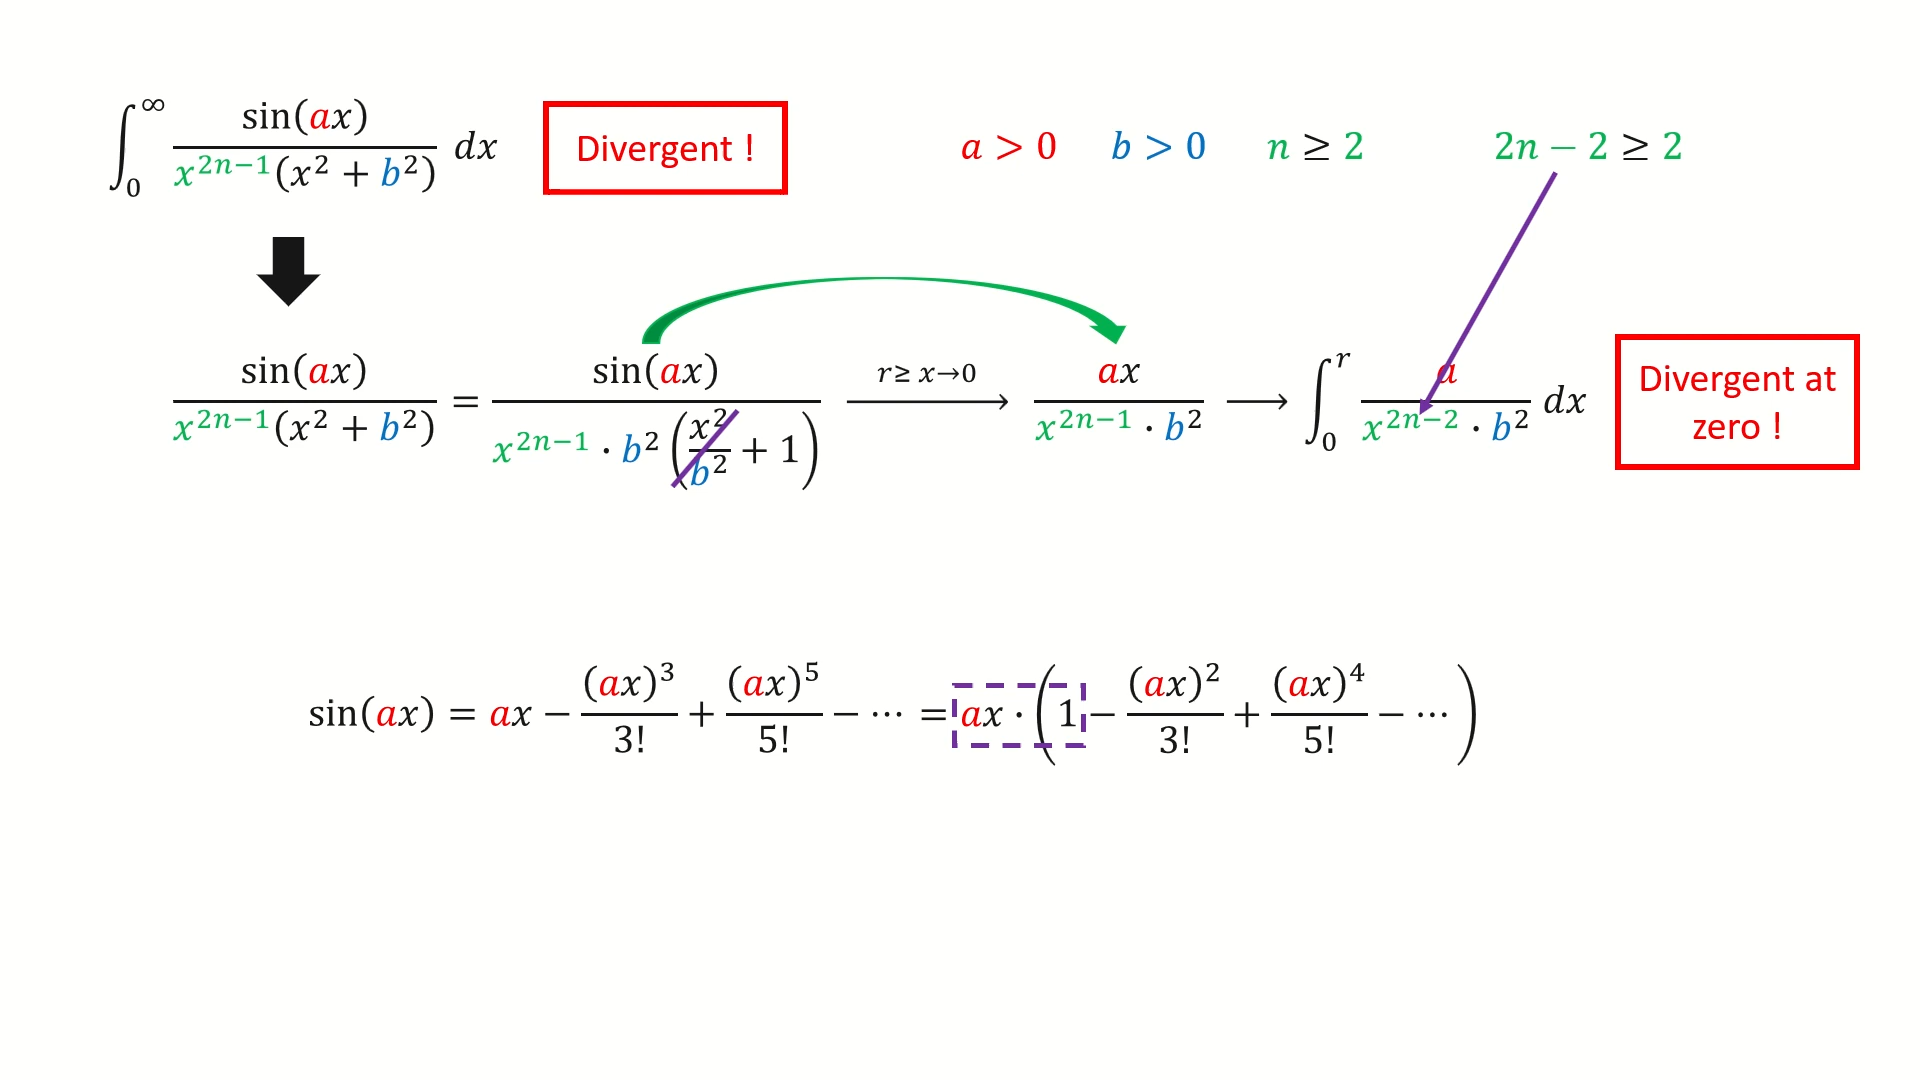 ∫₀^∞ sin(ax) / (x^{2n−1}(x² + b²)) dx Divergent ! a > 0 b > 0 n ≥ 2 2n − 2 ≥ 2
sin(ax) / (x^{2n−1}(x² + b²)) = sin(ax) / (x^{2n−1} · b² (x²/b² + 1)) r≥ x→0 ax / (x^{2n−1} · b²) ⟶ ∫₀^r a / (x^{2n−2} · b²) dx Divergent at
zero !
sin(ax) = ax − (ax)³/3! + (ax)⁵/5! − ⋯ = ax · (1 − (ax)²/3! + (ax)⁴/5! − ⋯)